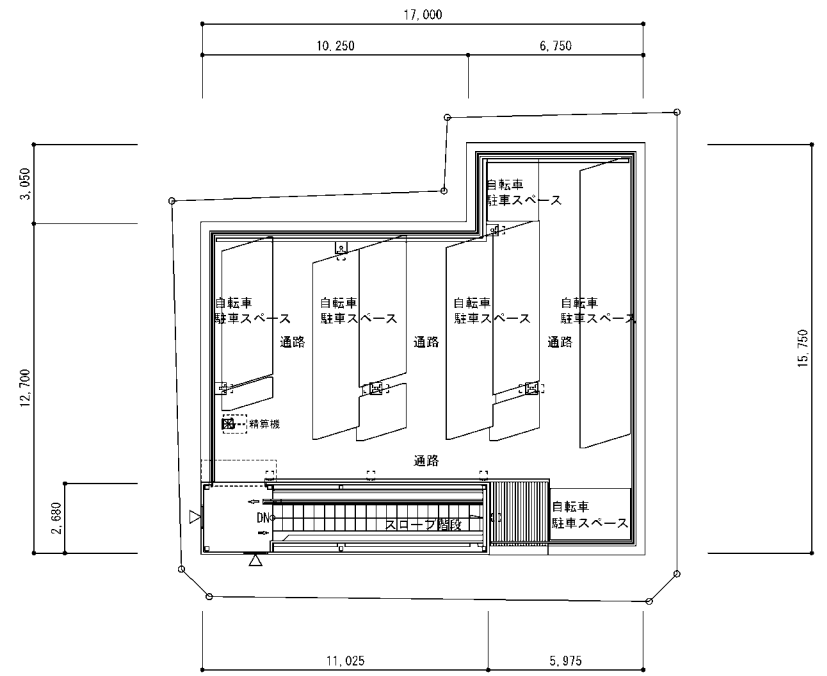 17,000
10,250
6,750
3,050
自転車
駐車スペース
自転車
駐車スペース
自転車
駐車スペース
自転車
駐車スペース
自転車
駐車スペース
通路
通路
通路
12,700
15,750
精算機
通路
2,680
DN
スロープ階段
自転車
駐車スペース
11,025
5,975